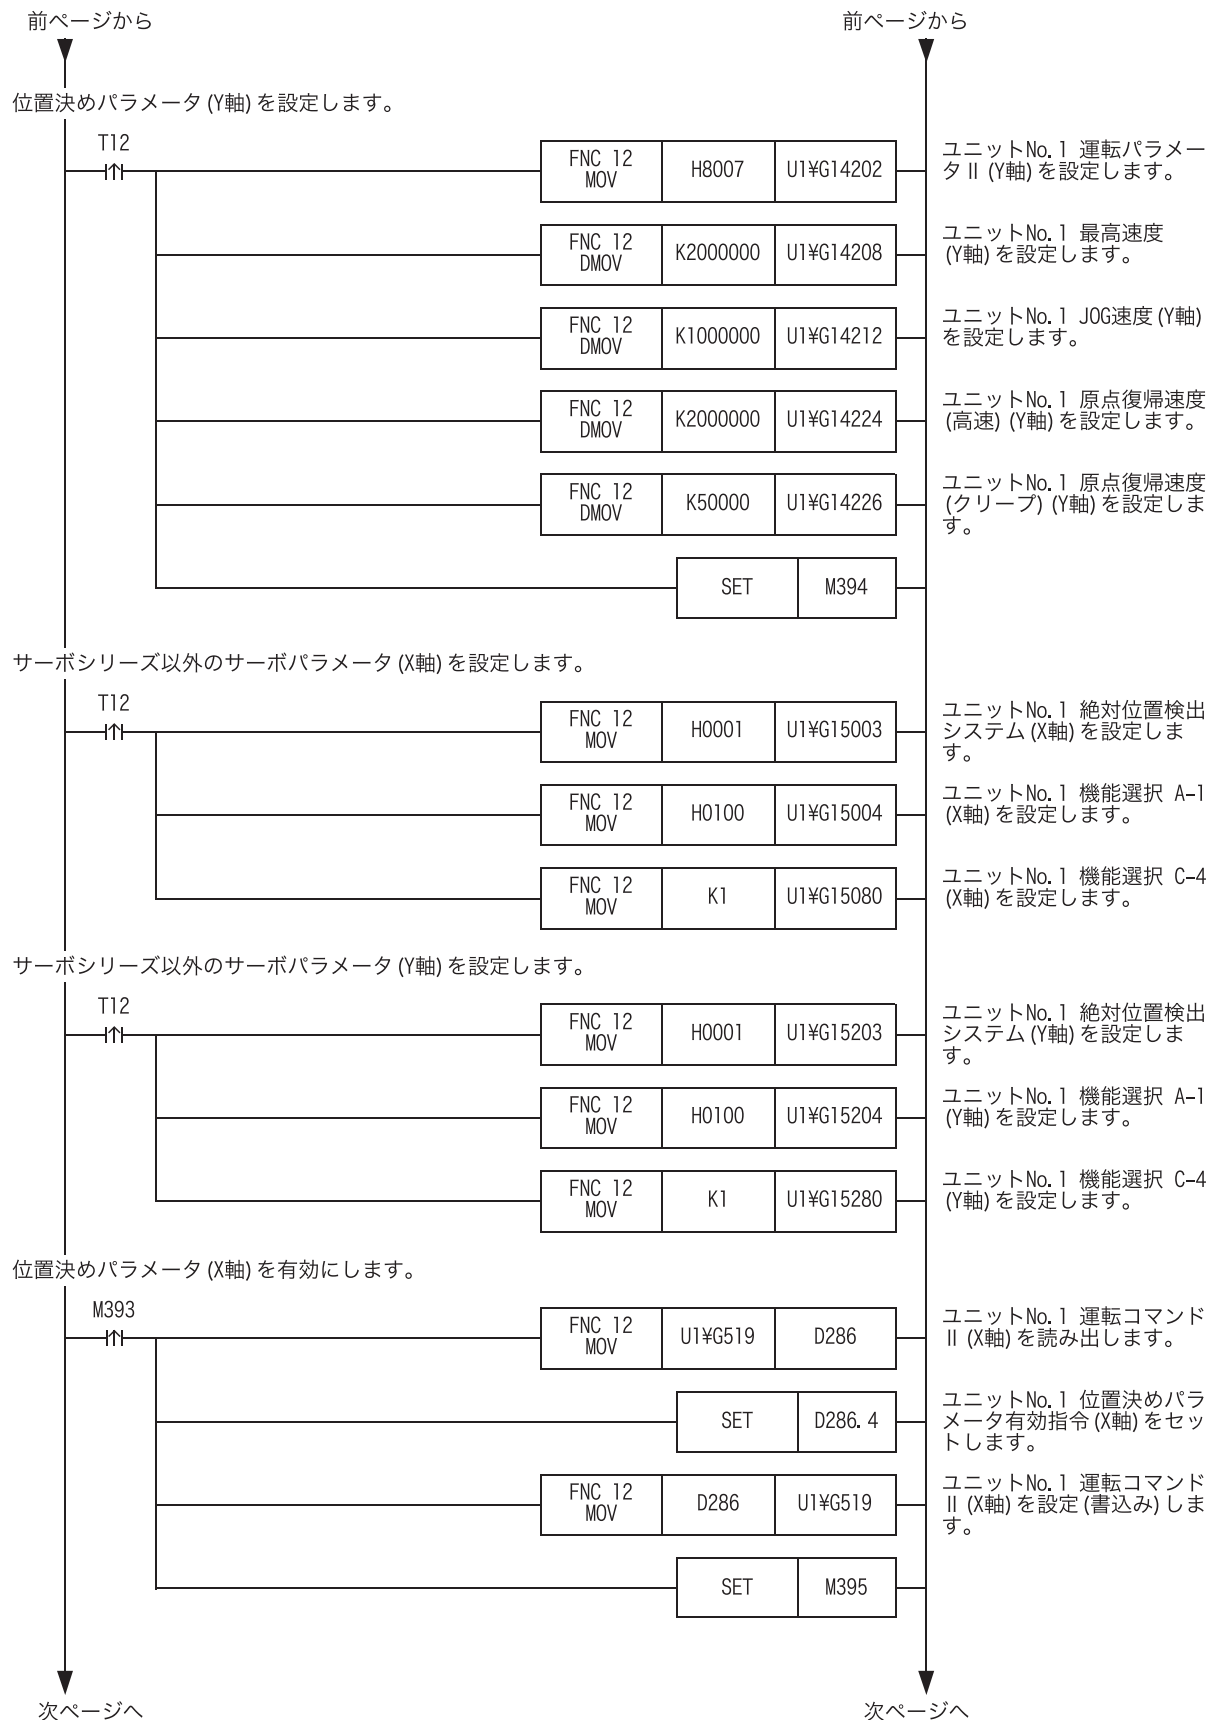 前ページから
前ページから
位置決めパラメータ(Y軸)を設定します。
T12
FNC 12
MOV
H8007
U1¥G14202
ユニットNo.1 運転パラメー
タII(Y軸)を設定します。
FNC 12
DMOV
K2000000
U1¥G14208
ユニットNo.1 最高速度
(Y軸)を設定します。
FNC 12
DMOV
K1000000
U1¥G14212
ユニットNo.1 JOG速度(Y軸)
を設定します。
FNC 12
DMOV
K2000000
U1¥G14224
ユニットNo.1 原点復帰速度
(高速)(Y軸)を設定します。
FNC 12
DMOV
K50000
U1¥G14226
ユニットNo.1 原点復帰速度
(クリープ)(Y軸)を設定しま
す。
SET
M394
サーボシリーズ以外のサーボパラメータ(X軸)を設定します。
T12
FNC 12
MOV
H0001
U1¥G15003
ユニットNo.1 絶対位置検出
システム(X軸)を設定しま
す。
FNC 12
MOV
H0100
U1¥G15004
ユニットNo.1 機能選択 A-1
(X軸)を設定します。
FNC 12
MOV
K1
U1¥G15080
ユニットNo.1 機能選択 C-4
(X軸)を設定します。
サーボシリーズ以外のサーボパラメータ(Y軸)を設定します。
T12
FNC 12
MOV
H0001
U1¥G15203
ユニットNo.1 絶対位置検出
システム(Y軸)を設定しま
す。
FNC 12
MOV
H0100
U1¥G15204
ユニットNo.1 機能選択 A-1
(Y軸)を設定します。
FNC 12
MOV
K1
U1¥G15280
ユニットNo.1 機能選択 C-4
(Y軸)を設定します。
位置決めパラメータ(X軸)を有効にします。
M393
FNC 12
MOV
U1¥G519
D286
ユニットNo.1 運転コマンド
II(X軸)を読み出します。
SET
D286.4
ユニットNo.1 位置決めパラ
メータ有効指令(X軸)をセッ
トします。
FNC 12
MOV
D286
U1¥G519
ユニットNo.1 運転コマンド
II(X軸)を設定(書込み)しま
す。
SET
M395
次ページへ
次ページへ